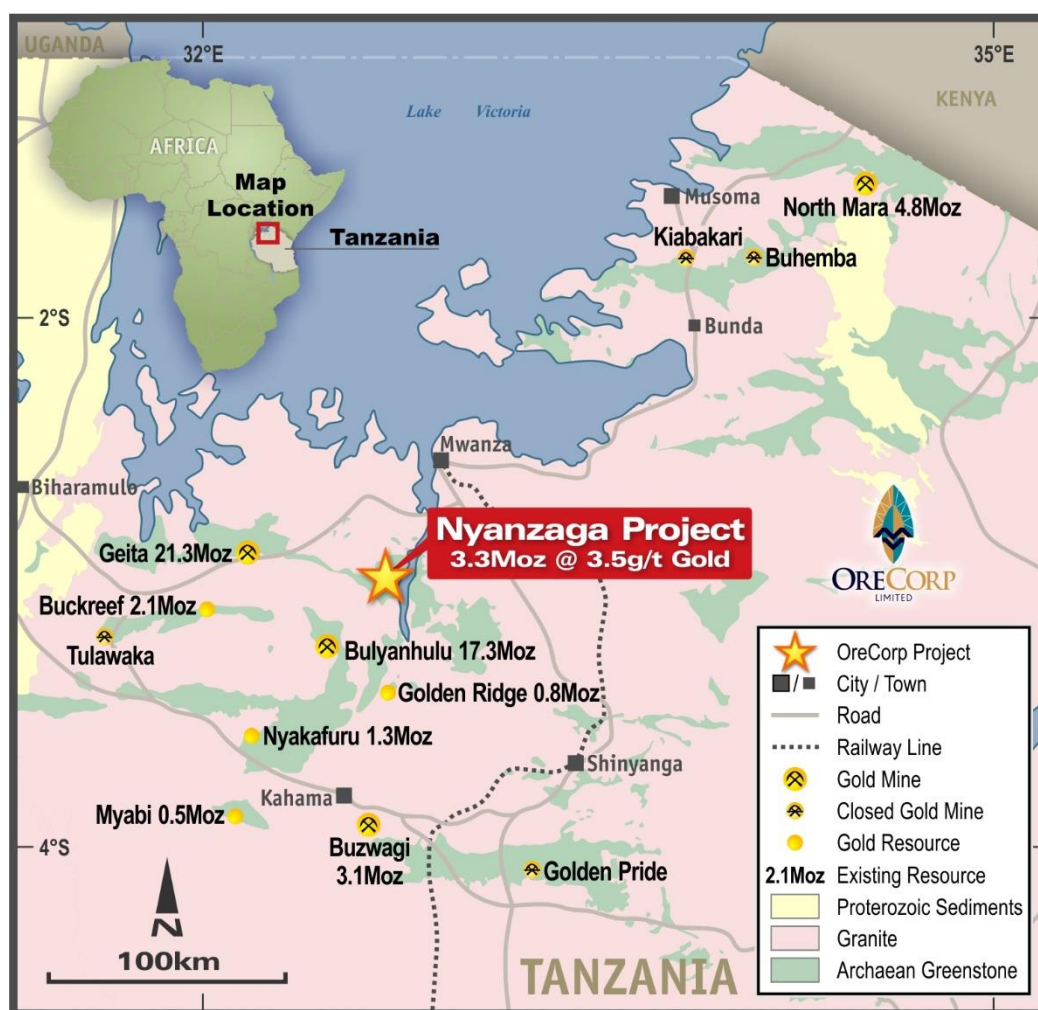 UGANDA
32°E
35°E
KENYA
Lake Victoria
AFRICA
Map
Location
Tanzania
Musoma
North Mara 4.8Moz
Kiabakari
Buhemba
2°S
Bunda
Mwanza
Biharamulo
Nyanzaga Project
3.3Moz @ 3.5g/t Gold
Geita 21.3Moz
ORECORP
LIMITED
Buckreef 2.1Moz
Tulawaka
Bulyanhulu 17.3Moz
Golden Ridge 0.8Moz
Nyakafuru 1.3Moz
Shinyanga
Kahama
Myabi 0.5Moz
Buzwagi
3.1Moz
4°S
Golden Pride
N
100km
TANZANIA
OreCorp Project
/ City / Town
Road
Railway Line
Gold Mine
Closed Gold Mine
Gold Resource
2.1Moz Existing Resource
Proterozoic Sediments
Granite
Archaean Greenstone